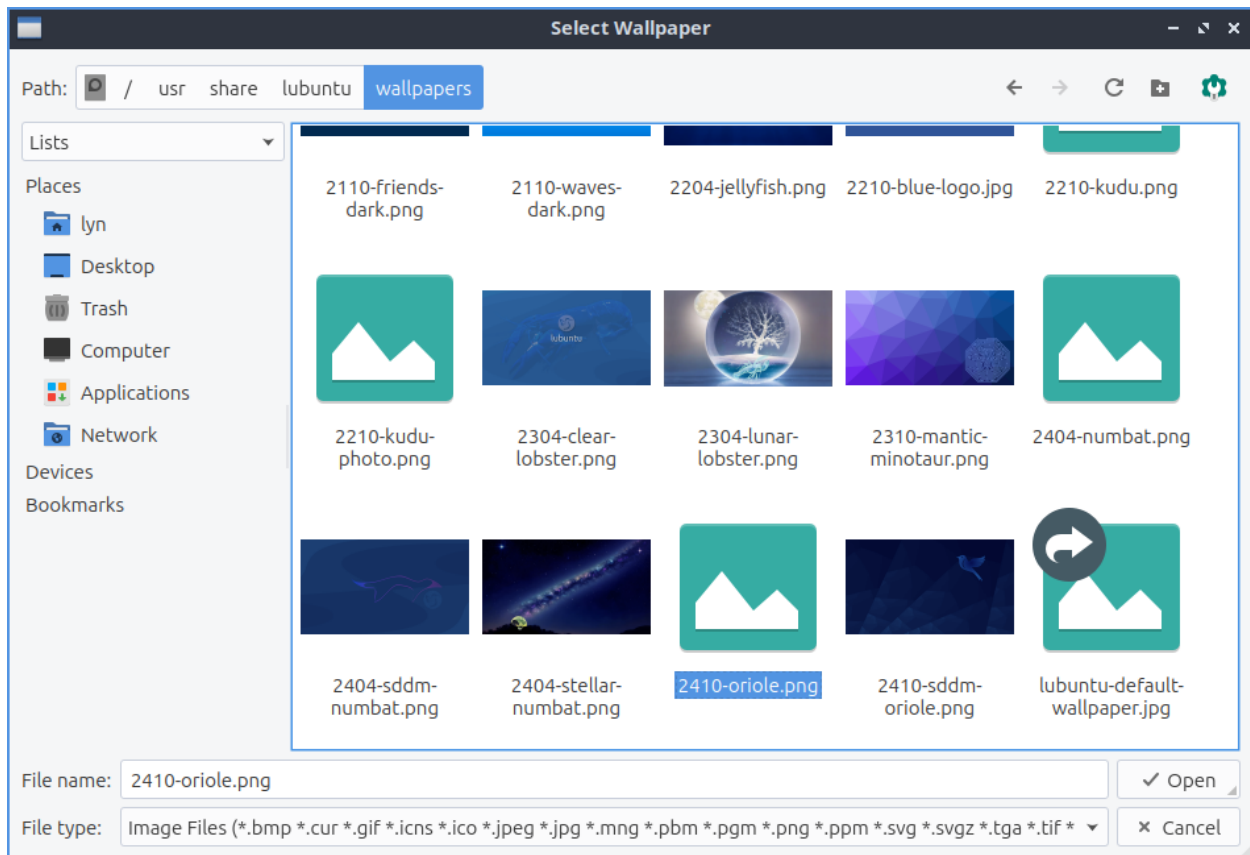 Select Wallpaper
Path: / usr share lubuntu wallpapers
Lists
Places
lyn
Desktop
Trash
Computer
Applications
Network
Devices
Bookmarks
2110-friends-
dark.png
2110-waves-
dark.png
2204-jellyfish.png
2210-blue-logo.jpg
2210-kudu.png
lubuntu
2210-kudu-
photo.png
2304-clear-
lobster.png
2304-lunar-
lobster.png
2310-mantic-
minotaur.png
2404-numbat.png
2404-sddm-
numbat.png
2404-stellar-
numbat.png
2410-oriole.png
2410-sddm-
oriole.png
lubuntu-default-
wallpaper.jpg
File name: 2410-oriole.png
Open
File type: Image Files (*.bmp *.cur *.gif *.icns *.ico *.jpeg *.jpg *.mng *.pbm *.pgm *.png *.ppm *.svg *.svgz *.tga *.tif *
Cancel